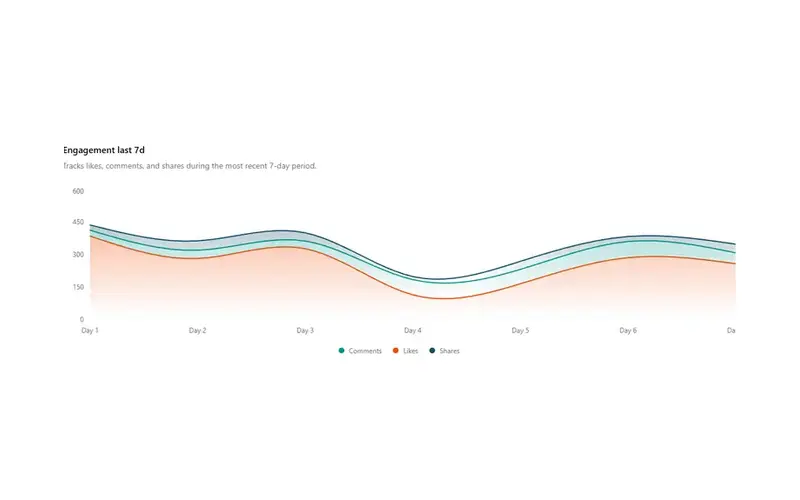 Engagement last 7d
Tracks likes, comments, and shares during the most recent 7-day period.
600
450
300
150
0
Day 1 Day 2 Day 3 Day 4 Day 5 Day 6 Da
Comments Likes Shares